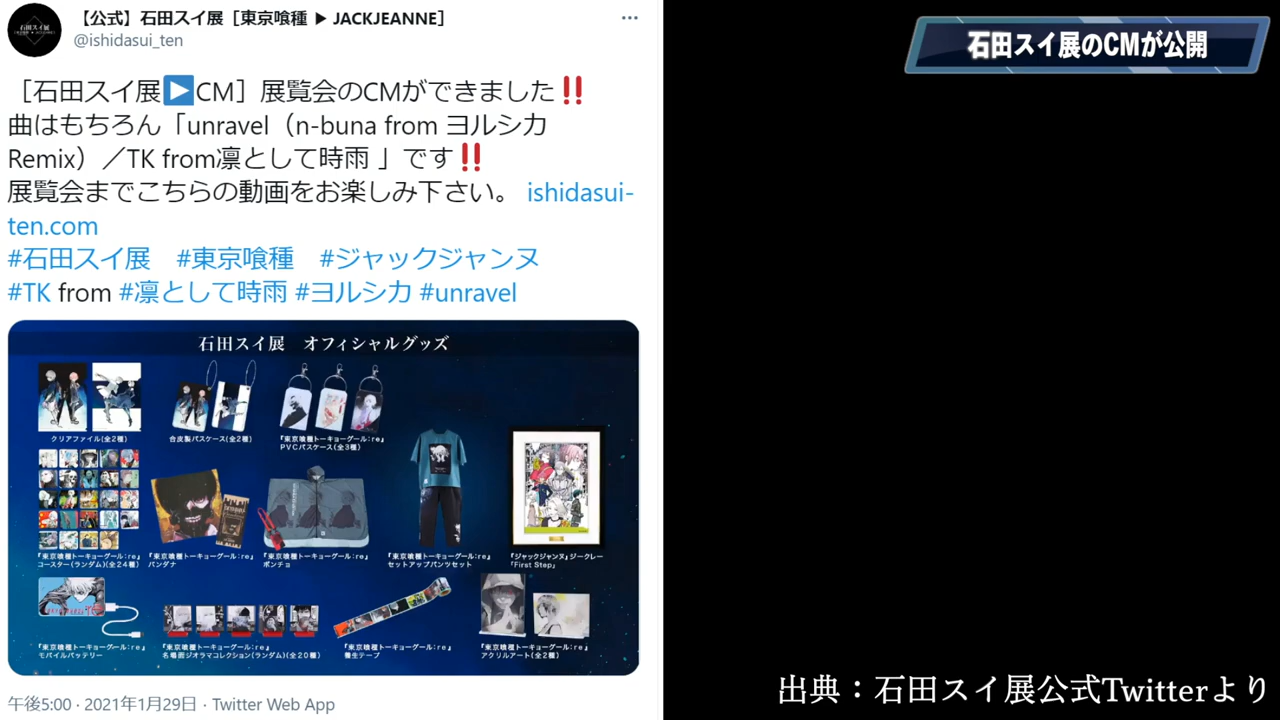 【公式】石田スイ展［東京喰種 ▶ JACKJEANNE］
@ishidasui_ten
［石田スイ展▶CM］展覧会のCMができました‼
曲はもちろん「unravel（n-buna from ヨルシカ
Remix）／TK from凛として時雨 」です‼
展覧会までこちらの動画をお楽しみ下さい。 ishidasui-
ten.com
#石田スイ展　#東京喰種　#ジャックジャンヌ
#TK from #凛として時雨 #ヨルシカ #unravel
石田スイ展　オフィシャルグッズ
クリアファイル(全2種)
合皮製パスケース(全2種)
『東京喰種トーキョーグール:re』
PVCパスケース(全3種)
『東京喰種トーキョーグール:re』
コースター(ランダム)(全24種)
『東京喰種トーキョーグール:re』
バンダナ
『東京喰種トーキョーグール:re』
ポンチョ
『東京喰種トーキョーグール:re』
セットアップパンツセット
『ジャックジャンヌ』ジークレー
「First Step」
『東京喰種トーキョーグール:re』
モバイルバッテリー
『東京喰種トーキョーグール:re』
名場面ジオラマコレクション(ランダム)(全20種)
『東京喰種トーキョーグール:re』
養生テープ
『東京喰種トーキョーグール:re』
アクリルアート(全2種)
午後5:00 · 2021年1月29日 · Twitter Web App
石田スイ展のCMが公開
出典：石田スイ展公式Twitterより